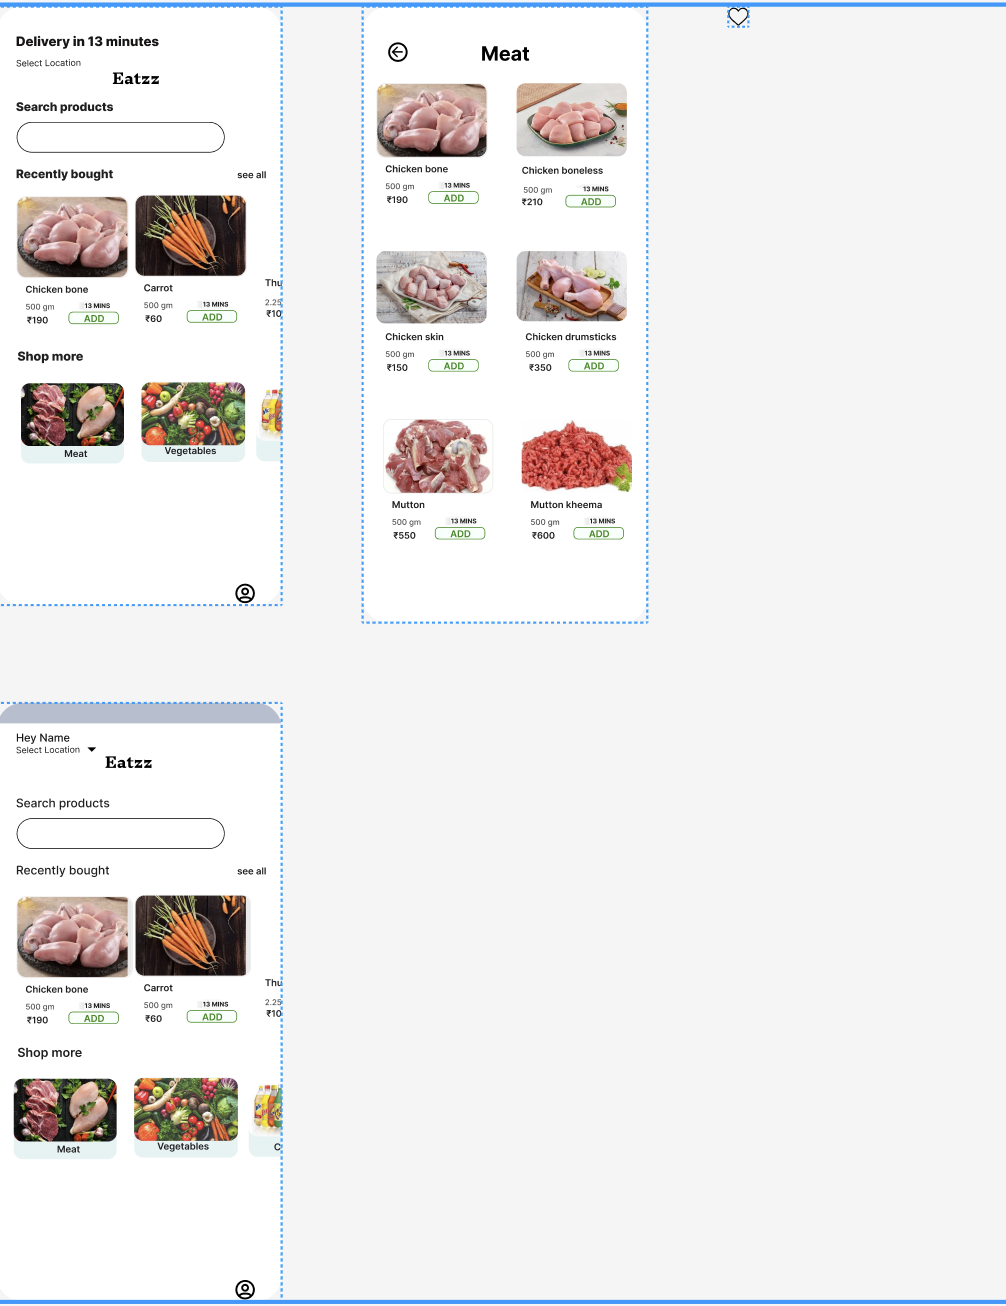 Delivery in 13 minutes
Select Location
Eatzz
Search products
Recently bought
see all
Chicken bone
500 gm
13 MINS
₹190
ADD
Carrot
500 gm
13 MINS
₹60
ADD
Thu
2.25
₹10
Shop more
Meat
Vegetables
Meat
Chicken bone
500 gm
13 MINS
₹190
ADD
Chicken boneless
500 gm
13 MINS
₹210
ADD
Chicken skin
500 gm
13 MINS
₹150
ADD
Chicken drumsticks
500 gm
13 MINS
₹350
ADD
Mutton
500 gm
13 MINS
₹550
ADD
Mutton kheema
500 gm
13 MINS
₹600
ADD
Hey Name
Select Location
Eatzz
Search products
Recently bought
see all
Chicken bone
500 gm
13 MINS
₹190
ADD
Carrot
500 gm
13 MINS
₹60
ADD
Thu
2.25
₹10
Shop more
Meat
Vegetables
C